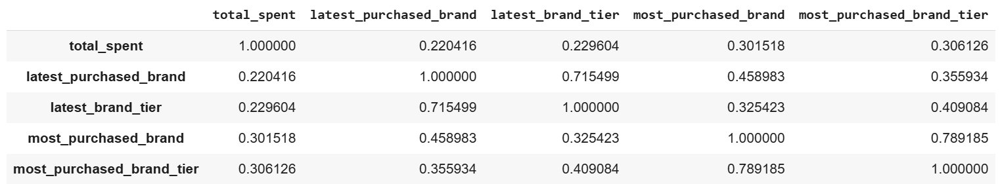 total_spent latest_purchased_brand latest_brand_tier most_purchased_brand most_purchased_brand_tier
total_spent 1.000000 0.220416 0.229604 0.301518 0.306126
latest_purchased_brand 0.220416 1.000000 0.715499 0.458983 0.355934
latest_brand_tier 0.229604 0.715499 1.000000 0.325423 0.409084
most_purchased_brand 0.301518 0.458983 0.325423 1.000000 0.789185
most_purchased_brand_tier 0.306126 0.355934 0.409084 0.789185 1.000000